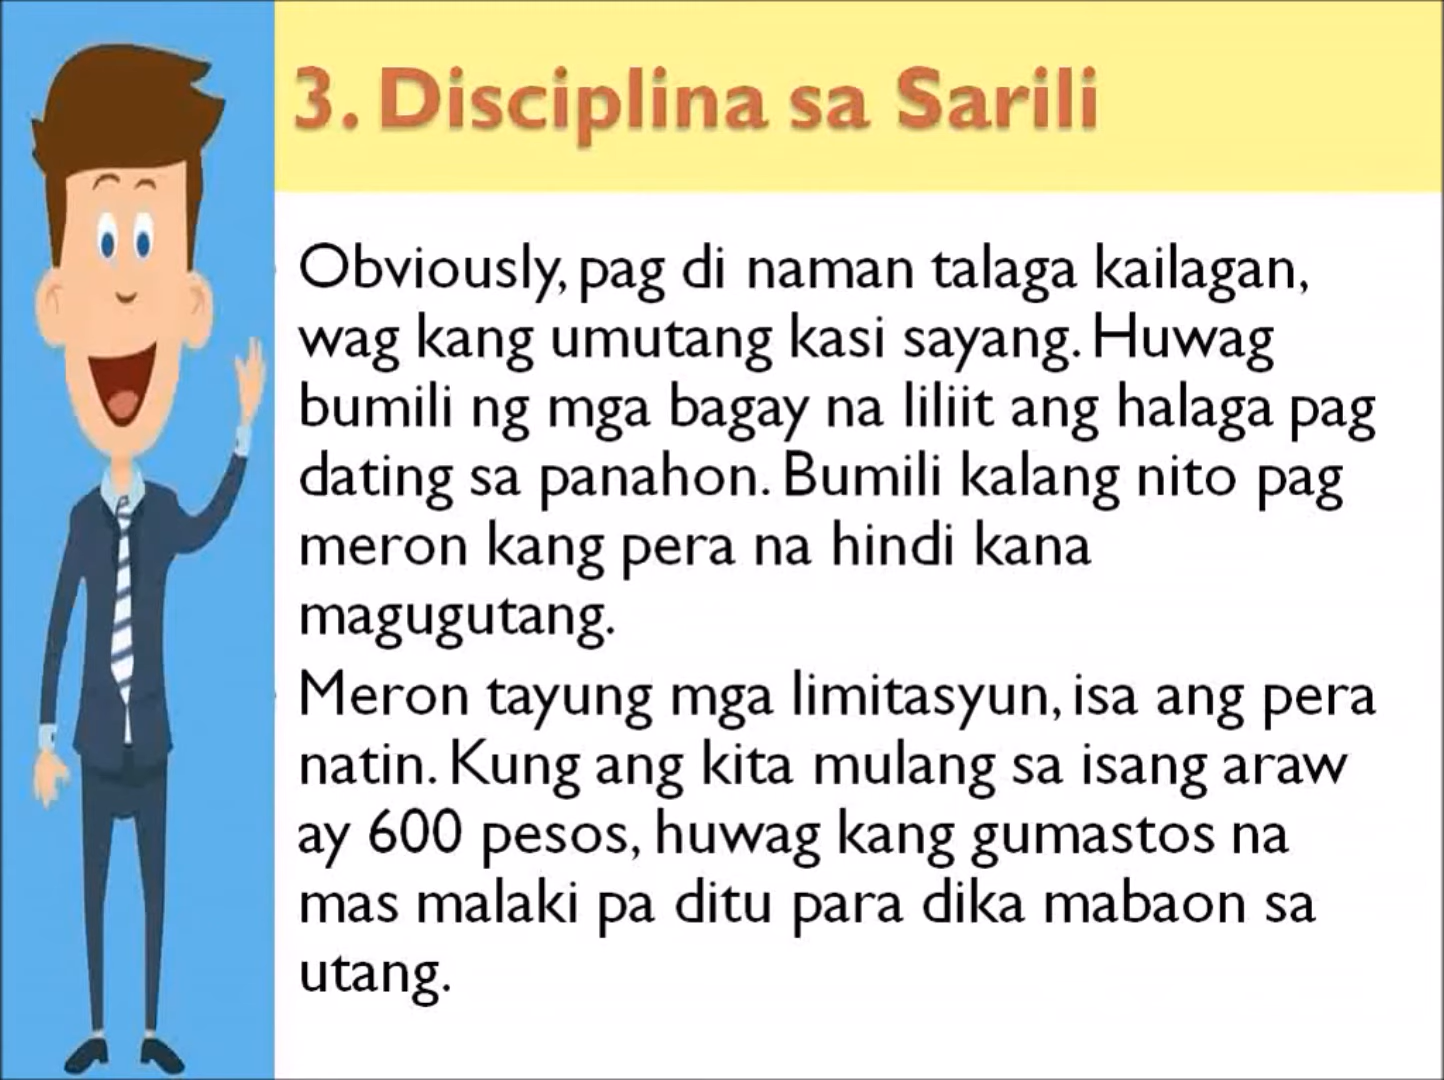 3. Disciplina sa Sarili
Obviously, pag di naman talaga kailagan,
wag kang umutang kasi sayang. Huwag
bumili ng mga bagay na liliit ang halaga pag
dating sa panahon. Bumili kalang nito pag
meron kang pera na hindi kana
magugutang.
Meron tayung mga limitasyun, isa ang pera
natin. Kung ang kita mulang sa isang araw
ay 600 pesos, huwag kang gumastos na
mas malaki pa ditu para dika mabaon sa
utang.